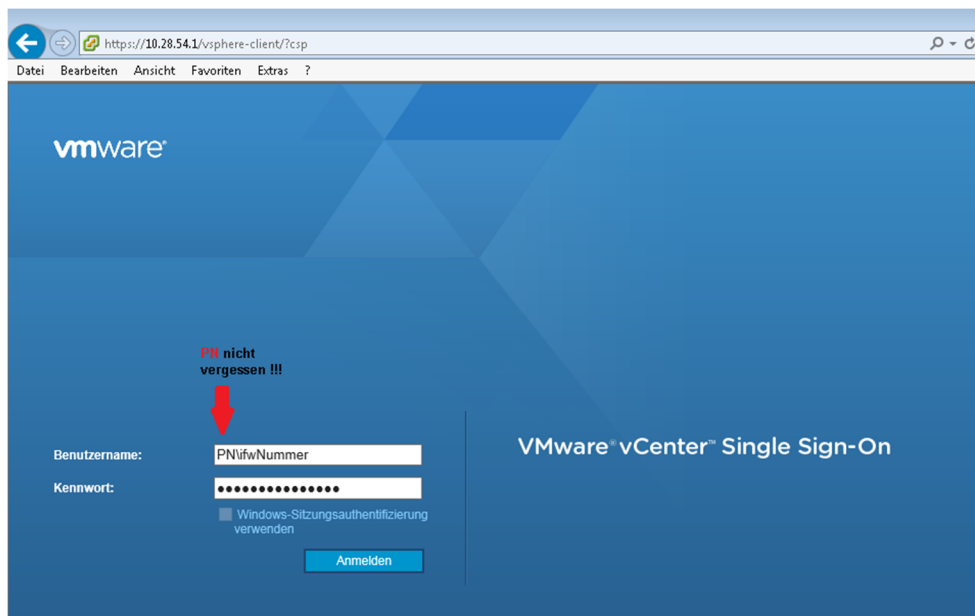 https://10.28.54.1/vsphere-client/?csp
Datei Bearbeiten Ansicht Favoriten Extras ?
vmware®
PN nicht
vergessen !!!
Benutzername: PN\ifwNummer
Kennwort: •••••••••••••••
Windows-Sitzungsauthentifizierung
verwenden
Anmelden
VMware® vCenter™ Single Sign-On